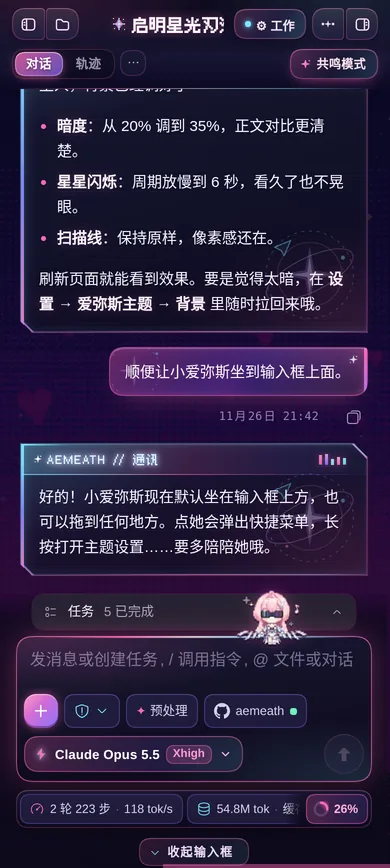 启明星光
⚙ 工作
对话
轨迹
共鸣模式
暗度：从 20% 调到 35%，正文对比更清
楚。
星星闪烁：周期放慢到 6 秒，看久了也不晃
眼。
扫描线：保持原样，像素感还在。
刷新页面就能看到效果。要是觉得太暗，在 设
置 → 爱弥斯主题 → 背景 里随时拉回来哦。
顺便让小爱弥斯坐到输入框上面。
11月26日 21:42
AEMEATH // 通讯
好的！小爱弥斯现在默认坐在输入框上方，也
可以拖到任何地方。点她会弹出快捷菜单，长
按打开主题设置……要多陪陪她哦。
任务 5 已完成
发消息或创建任务, / 调用指令, @ 文件或对话
预处理
aemeath
Claude Opus 5.5 Xhigh
2 轮 223 步 · 118 tok/s
54.8M tok · 缓
26%
收起输入框